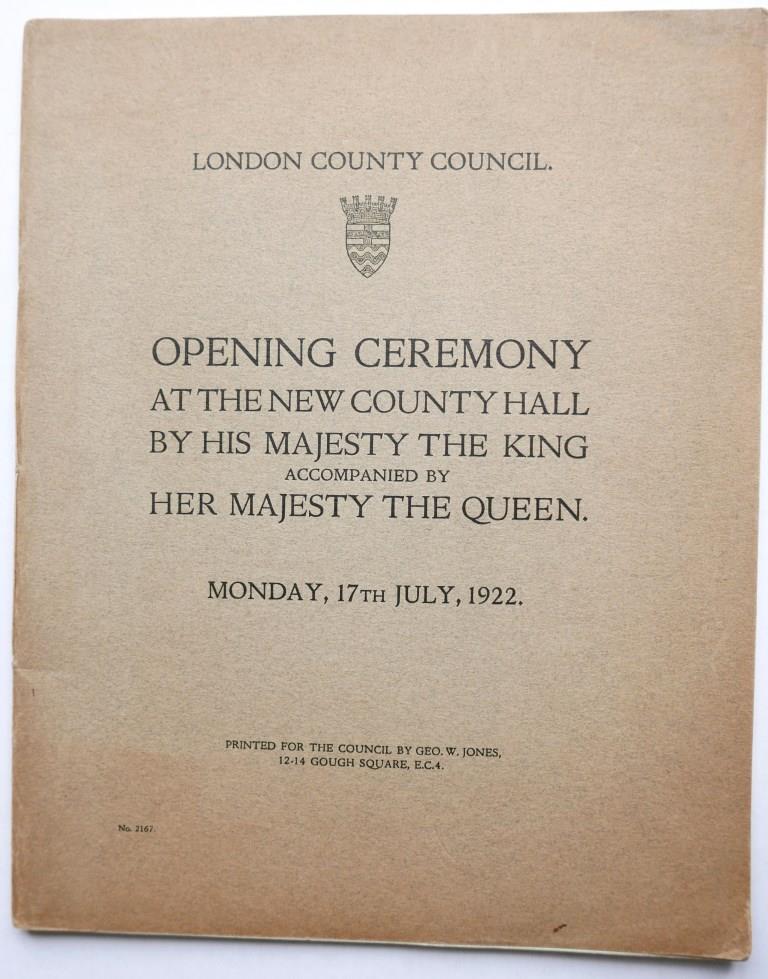 LONDON COUNTY COUNCIL.
OPENING CEREMONY
AT THE NEW COUNTY HALL
BY HIS MAJESTY THE KING
ACCOMPANIED BY
HER MAJESTY THE QUEEN.
MONDAY, 17TH JULY, 1922.
PRINTED FOR THE COUNCIL BY GEO. W. JONES,
12-14 GOUGH SQUARE, E.C.4.
No. 2167.